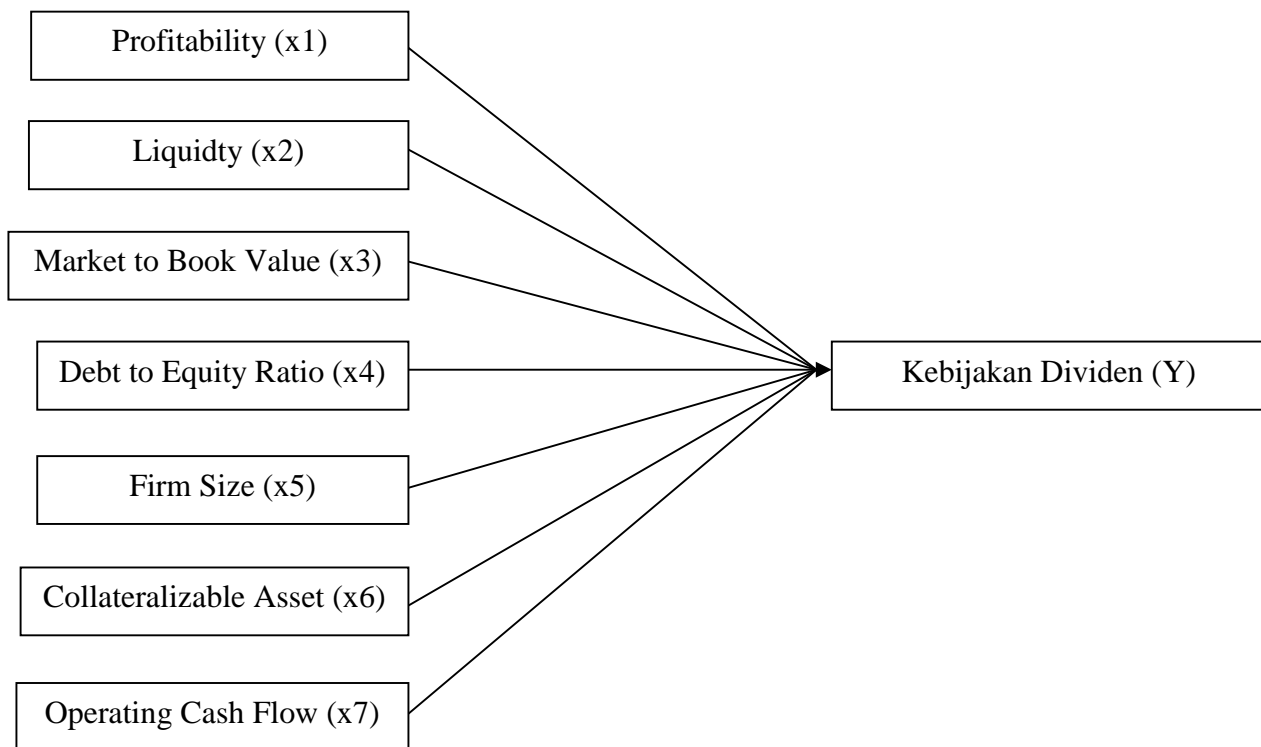 Profitability (x1)
Liquidty (x2)
Market to Book Value (x3)
Debt to Equity Ratio (x4)
Kebijakan Dividen (Y)
Firm Size (x5)
Collateralizable Asset (x6)
Operating Cash Flow (x7)